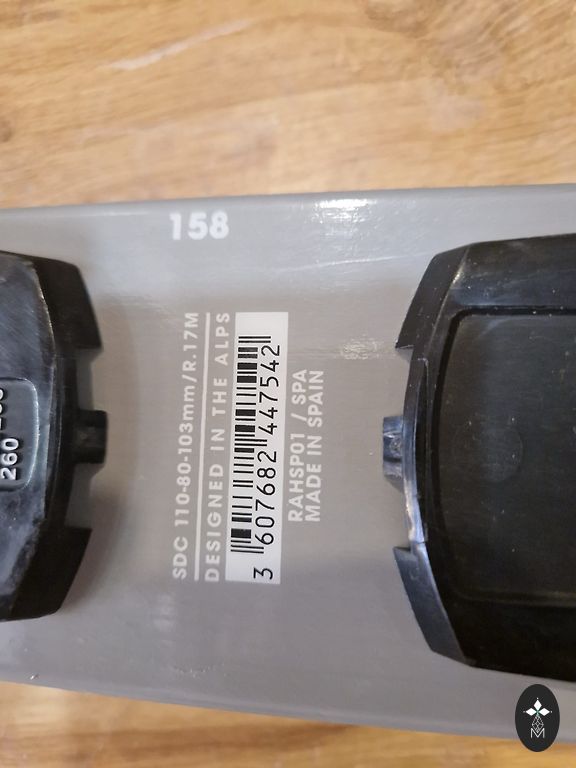 158
SDC 110-80-103mm/R.17M
DESIGNED IN THE ALPS
3 607682 447542
RAHSP01 / SPA
MADE IN SPAIN
260